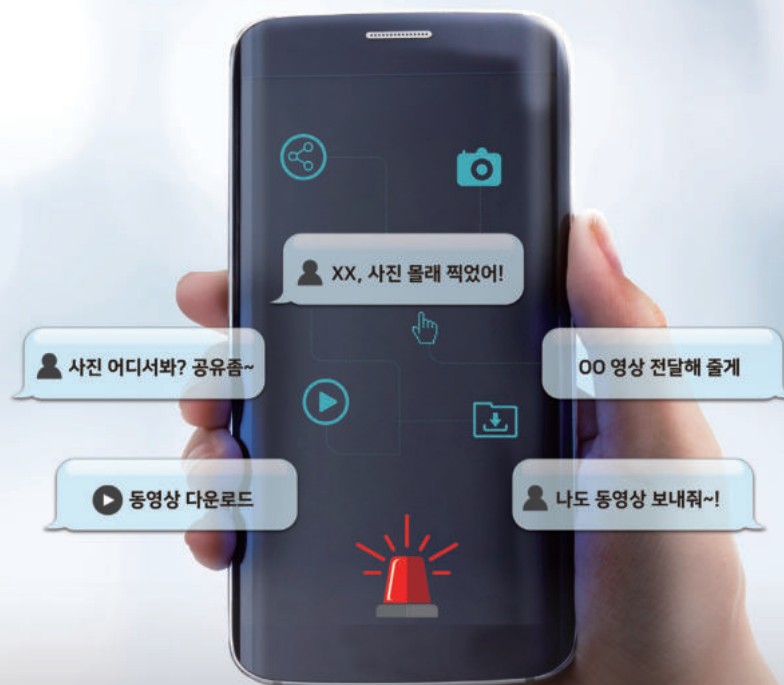 XX, 사진 몰래 찍었어!
사진 어디서봐? 공유좀~
OO 영상 전달해 줄게
동영상 다운로드
나도 동영상 보내줘~!